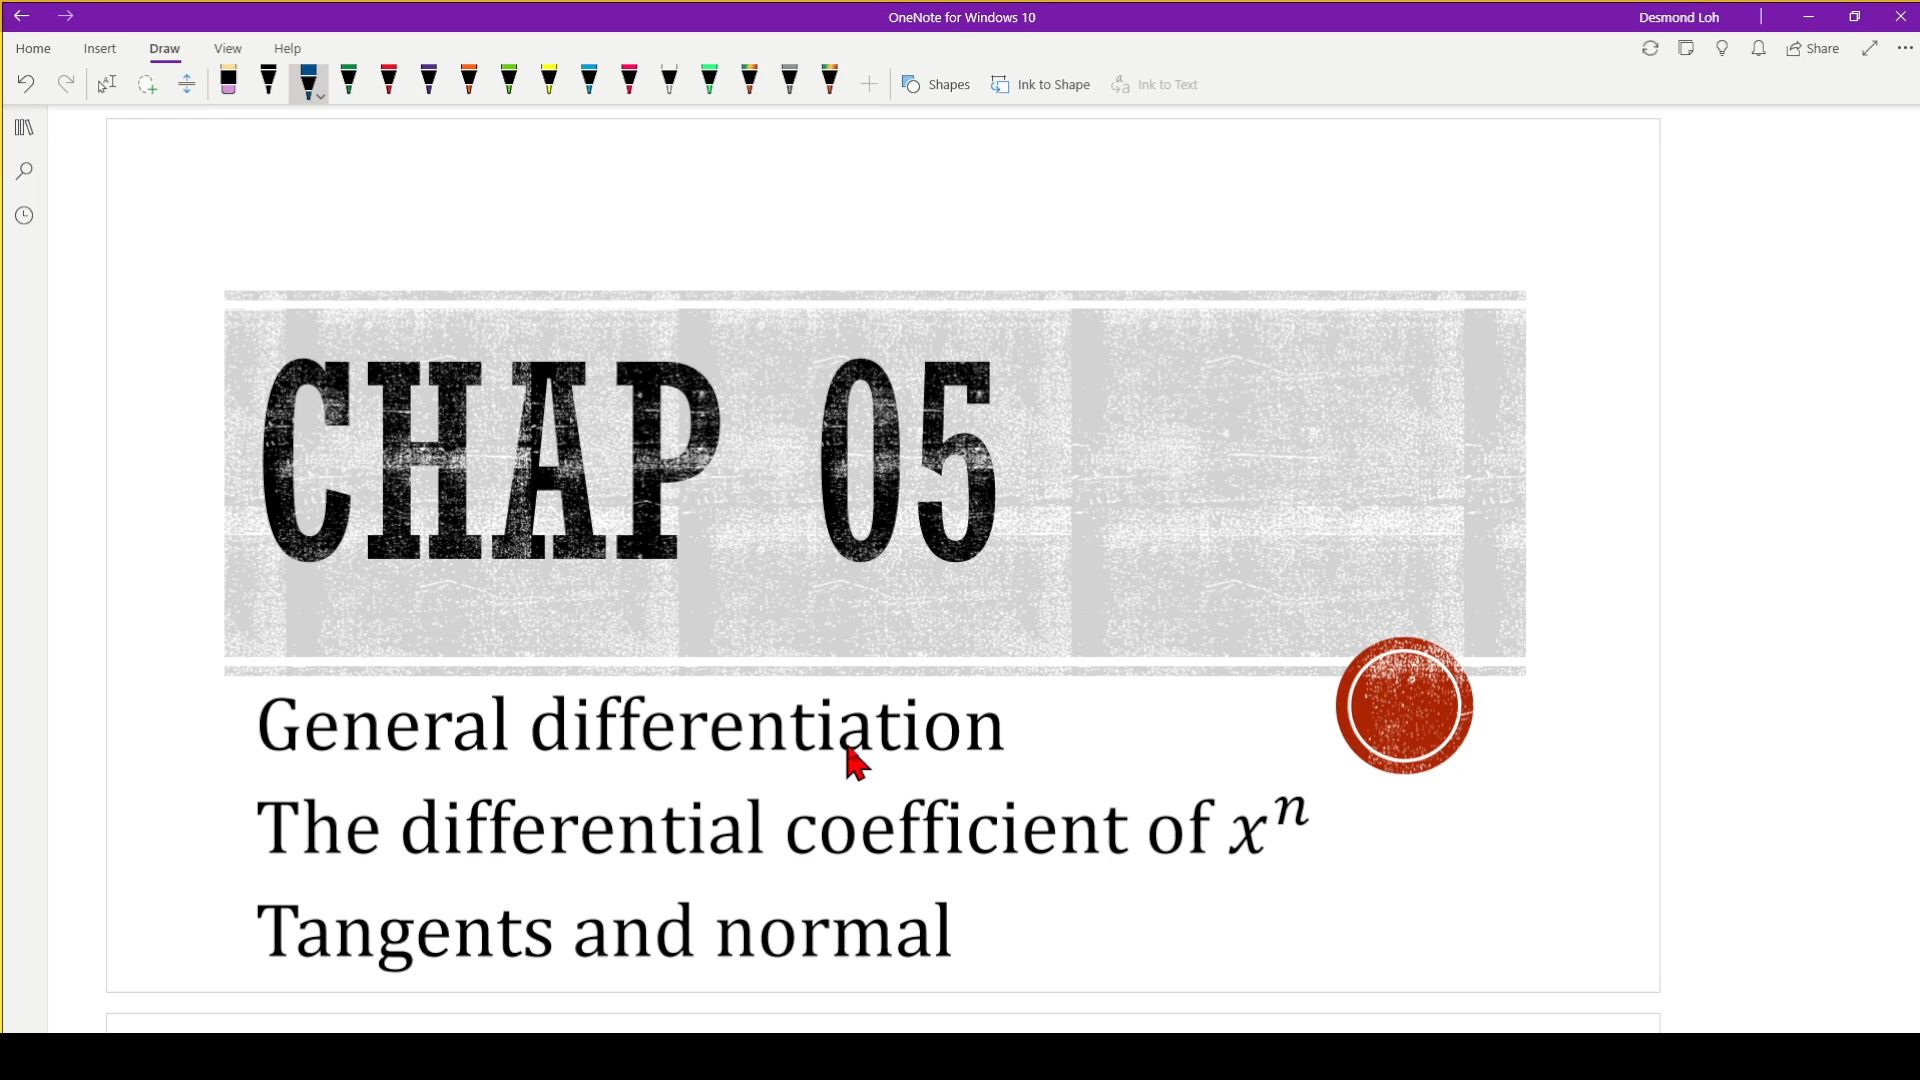 OneNote for Windows 10
Desmond Loh
Home Insert Draw View Help
Share
Shapes Ink to Shape Ink to Text
CHAP 05
General differentiation
The differential coefficient of xⁿ
Tangents and normal